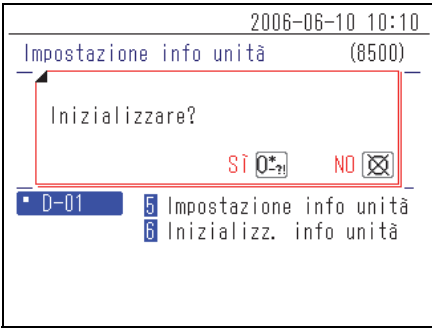 2006-06-10 10:10
Impostazione info unità (8500)
Inizializzare?
SÌ 0*-?! NO
D-01 5 Impostazione info unità
6 Inizializz. info unità